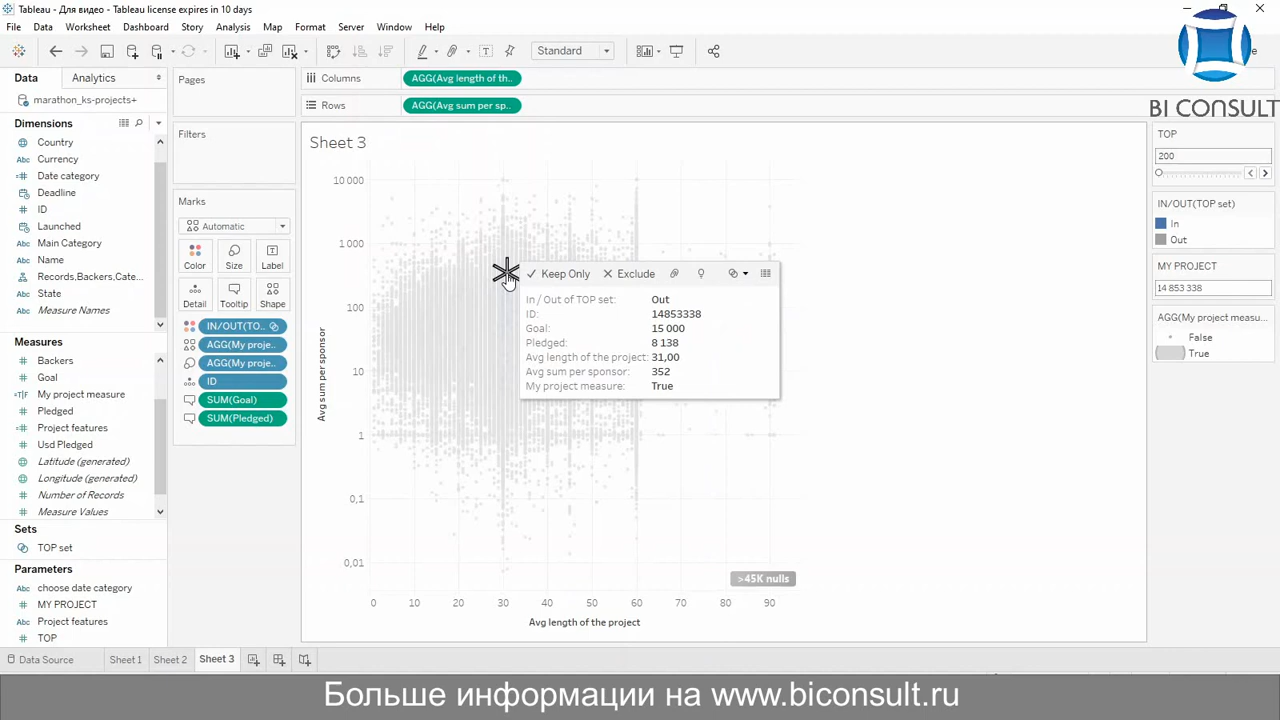 Tableau - Для видео - Tableau license expires in 10 days
File Data Worksheet Dashboard Story Analysis Map Format Server Window Help
Standard
BI CONSULT
Data Analytics
marathon_ks-projects+
Dimensions
Country
Abc Currency
Abc Date category
Deadline
ID
Launched
Abc Main Category
Abc Name
Records,Backers,Cate...
Abc State
Abc Measure Names
Measures
# Backers
# Goal
=T|F My project measure
# Pledged
Project features
# Usd Pledged
Latitude (generated)
Longitude (generated)
Number of Records
Measure Values
Sets
TOP set
Parameters
Abc choose date category
# MY PROJECT
Abc Project features
# TOP
Pages
Filters
Marks
Automatic
Color Size Label
Detail Tooltip Shape
IN/OUT(TO..
AGG(My proje..
AGG(My proje..
ID
SUM(Goal)
SUM(Pledged)
Columns AGG(Avg length of th..
Rows AGG(Avg sum per sp..
Sheet 3
Avg sum per sponsor
10 000
1 000
100
10
1
0,1
0,01
0 10 20 30 40 50 60 70 80 90
Avg length of the project
>45K nulls
Keep Only Exclude
In / Out of TOP set: Out
ID: 14853338
Goal: 15 000
Pledged: 8 138
Avg length of the project: 31,00
Avg sum per sponsor: 352
My project measure: True
TOP
200
IN/OUT(TOP set)
In
Out
MY PROJECT
14 853 338
AGG(My project measu...
False
True
Data Source Sheet 1 Sheet 2 Sheet 3
Больше информации на www.biconsult.ru